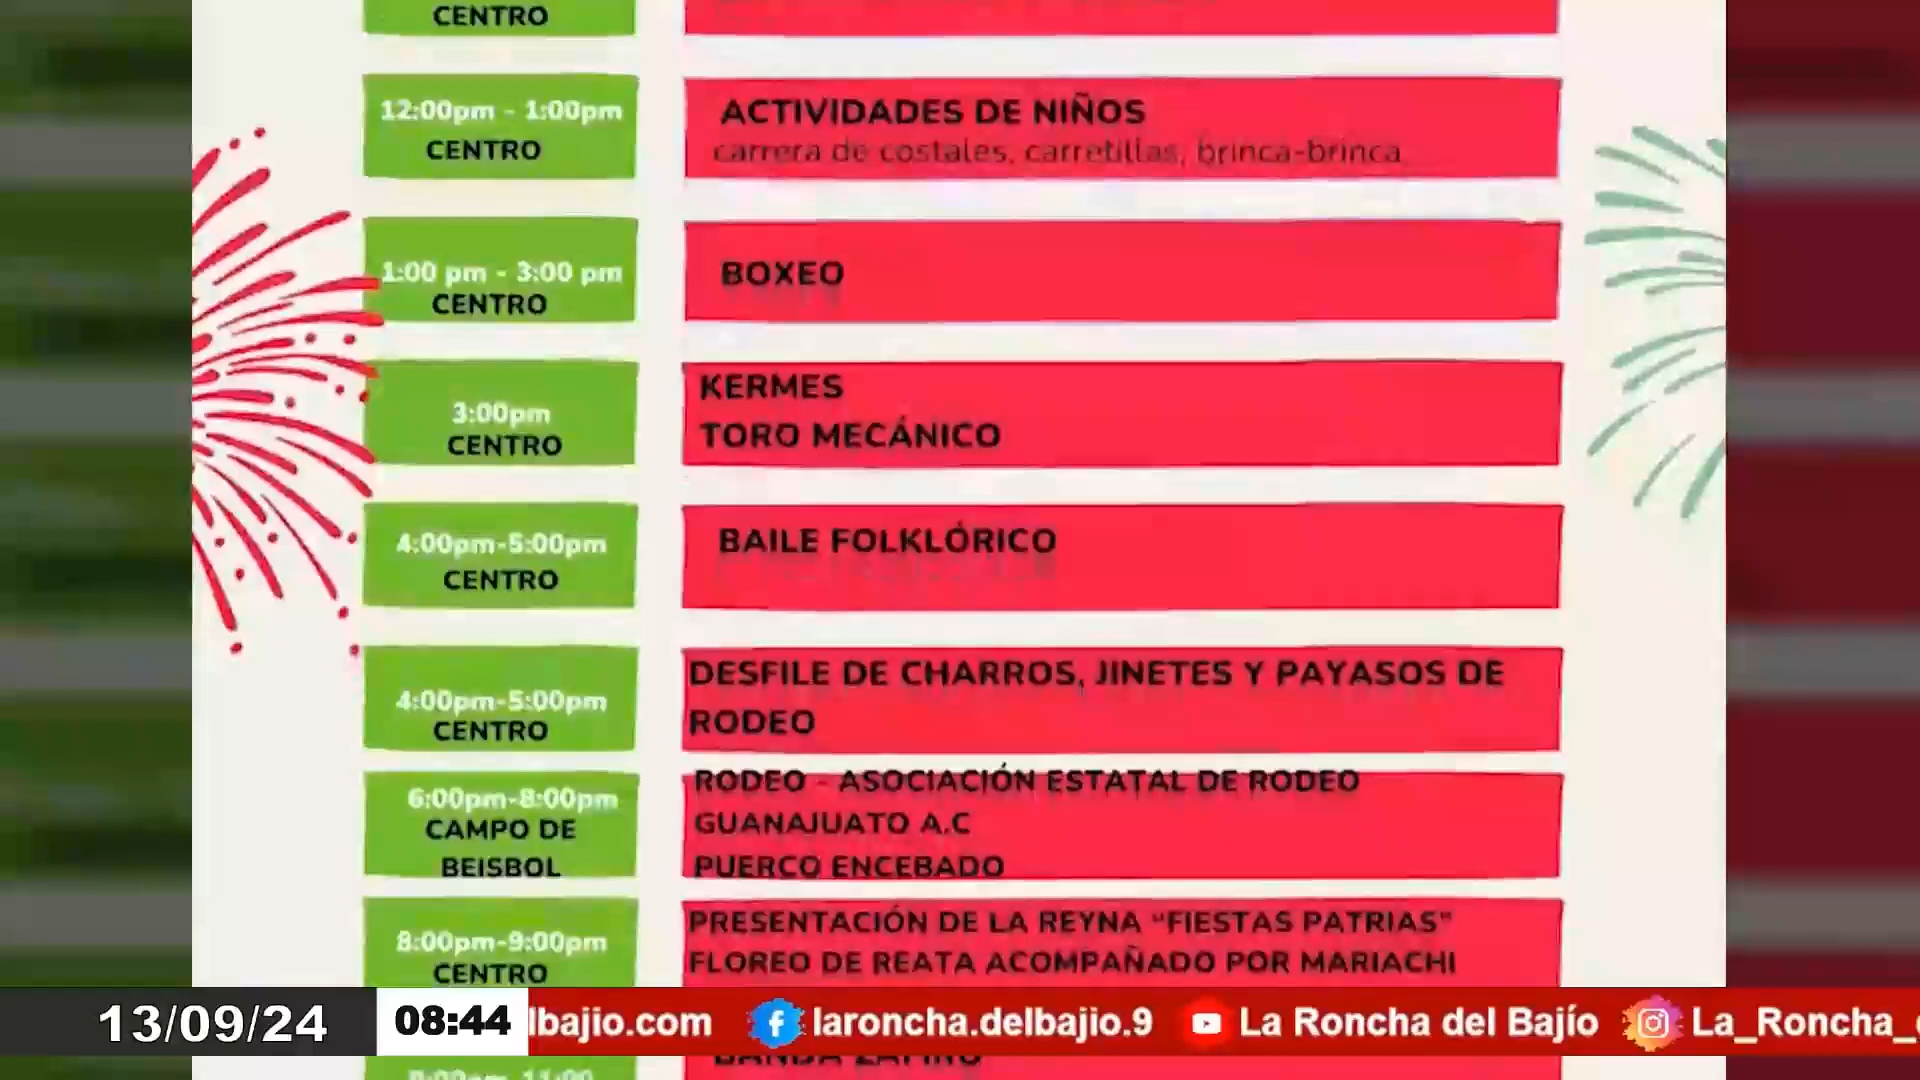 CENTRO
12:00pm - 1:00pm
CENTRO
ACTIVIDADES DE NIÑOS
carrera de costales, carretillas, brinca-brinca
1:00 pm - 3:00 pm
CENTRO
BOXEO
3:00pm
CENTRO
KERMES
TORO MECÁNICO
4:00pm-5:00pm
CENTRO
BAILE FOLKLÓRICO
4:00pm-5:00pm
CENTRO
DESFILE DE CHARROS, JINETES Y PAYASOS DE
RODEO
6:00pm-8:00pm
CAMPO DE
BEISBOL
RODEO - ASOCIACIÓN ESTATAL DE RODEO
GUANAJUATO A.C
PUERCO ENCEBADO
8:00pm-9:00pm
CENTRO
PRESENTACIÓN DE LA REYNA "FIESTAS PATRIAS"
FLOREO DE REATA ACOMPAÑADO POR MARIACHI
13/09/24 08:44 lbajio.com laroncha.delbajio.9 La Roncha del Bajío La_Roncha_
BANDA